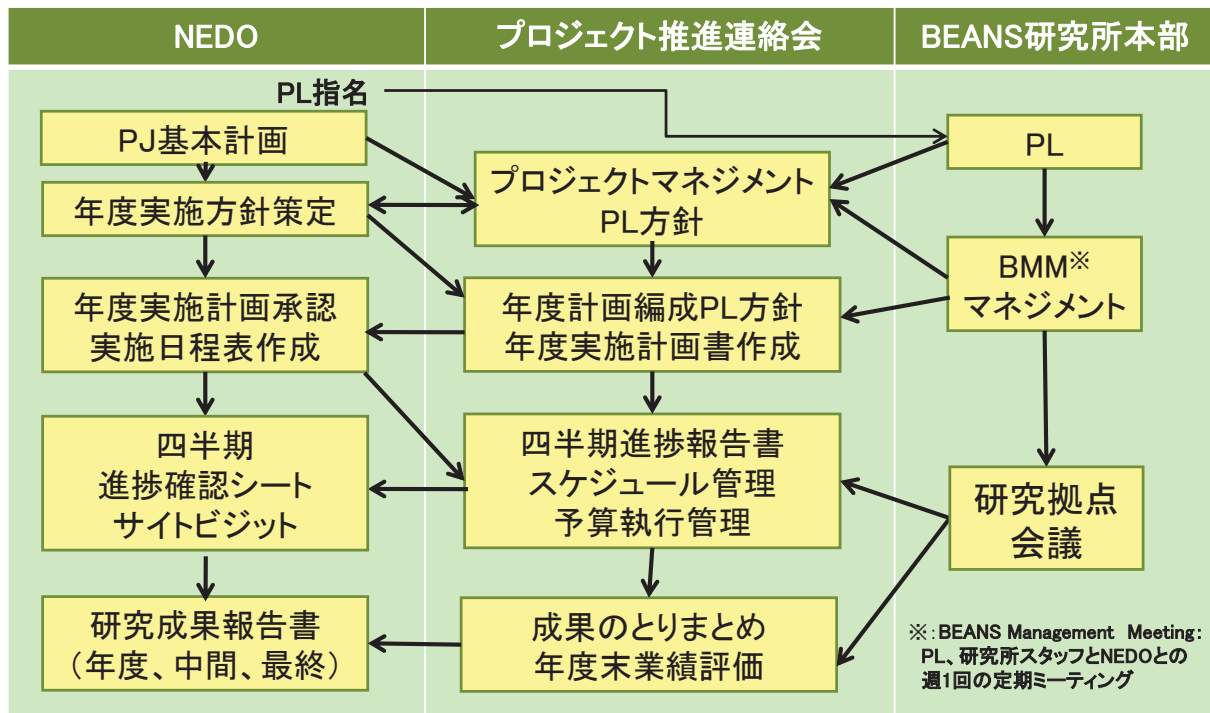 NEDO
プロジェクト推進連絡会
BEANS研究所本部
PL指名
PJ基本計画
年度実施方針策定
年度実施計画承認
実施日程表作成
四半期
進捗確認シート
サイトビジット
研究成果報告書
（年度、中間、最終）
プロジェクトマネジメント
PL方針
年度計画編成PL方針
年度実施計画書作成
四半期進捗報告書
スケジュール管理
予算執行管理
成果のとりまとめ
年度末業績評価
PL
BMM※
マネジメント
研究拠点
会議
※：BEANS Management Meeting:
PL、研究所スタッフとNEDOとの
週1回の定期ミーティング